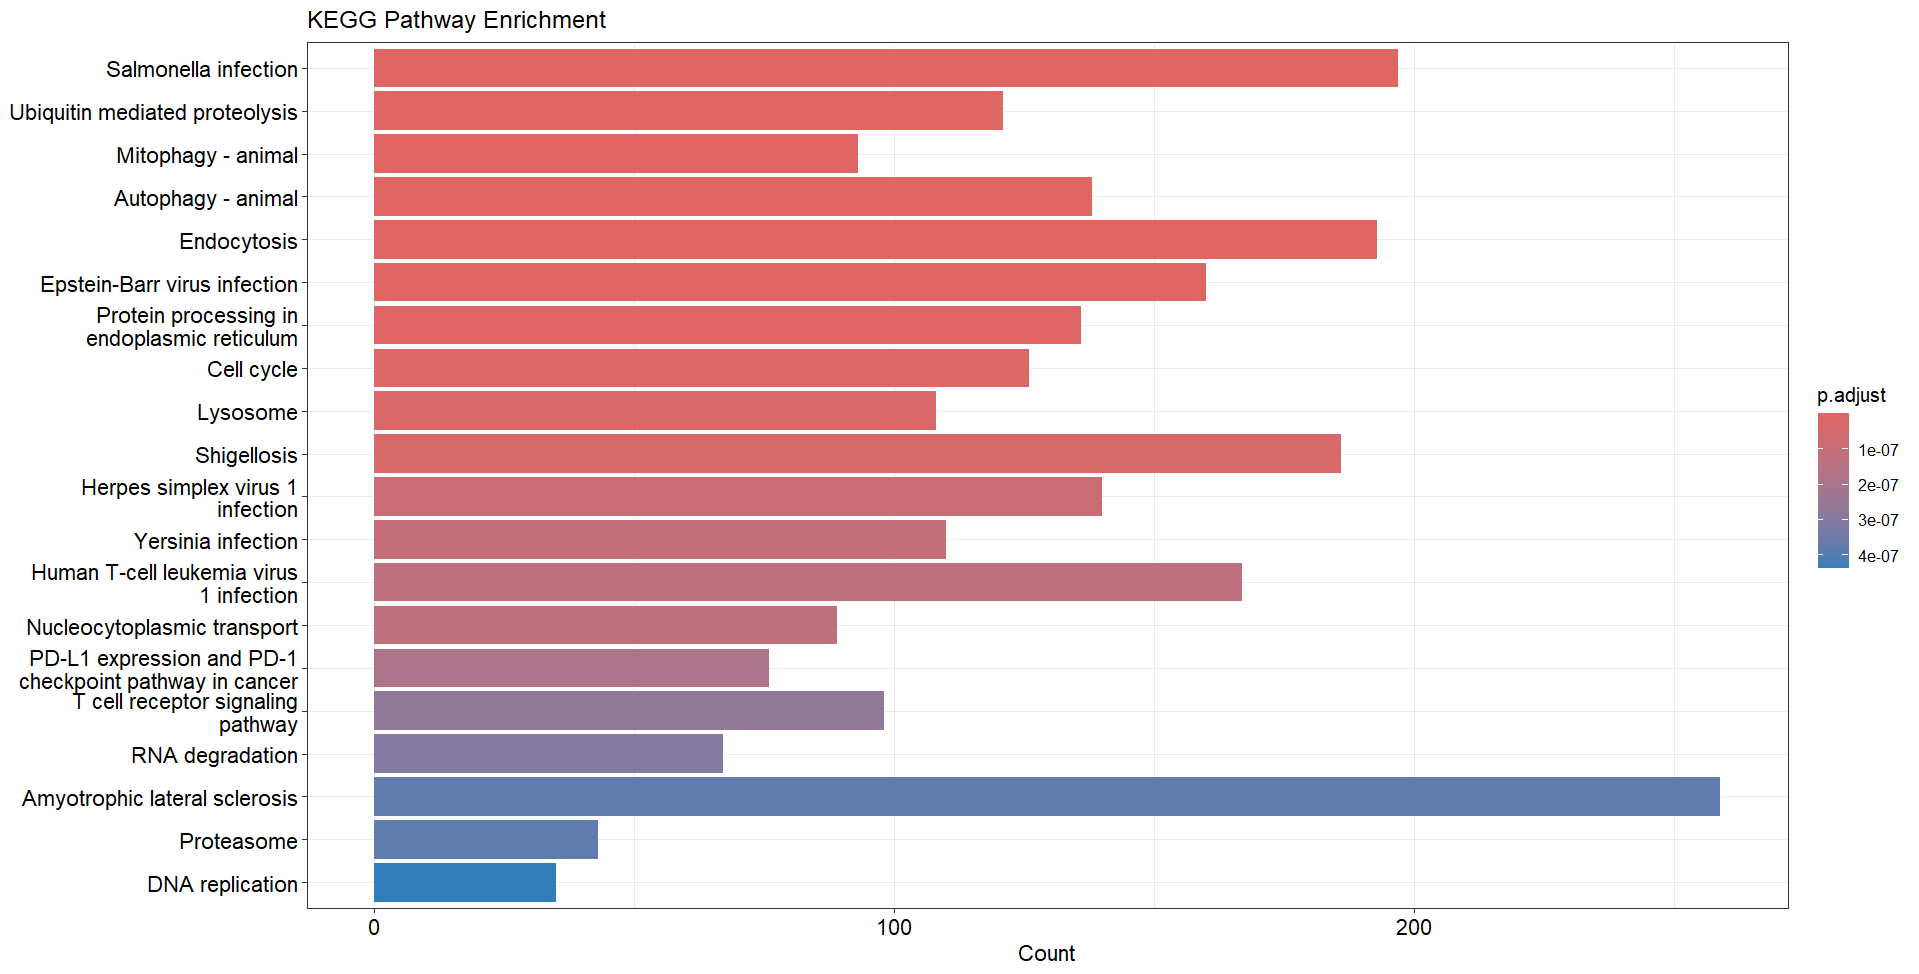 KEGG Pathway Enrichment
Salmonella infection
Ubiquitin mediated proteolysis
Mitophagy - animal
Autophagy - animal
Endocytosis
Epstein-Barr virus infection
Protein processing in
endoplasmic reticulum
Cell cycle
Lysosome
Shigellosis
Herpes simplex virus 1
infection
Yersinia infection
Human T-cell leukemia virus
1 infection
Nucleocytoplasmic transport
PD-L1 expression and PD-1
checkpoint pathway in cancer
T cell receptor signaling
pathway
RNA degradation
Amyotrophic lateral sclerosis
Proteasome
DNA replication
0
100
200
Count
p.adjust
1e-07
2e-07
3e-07
4e-07